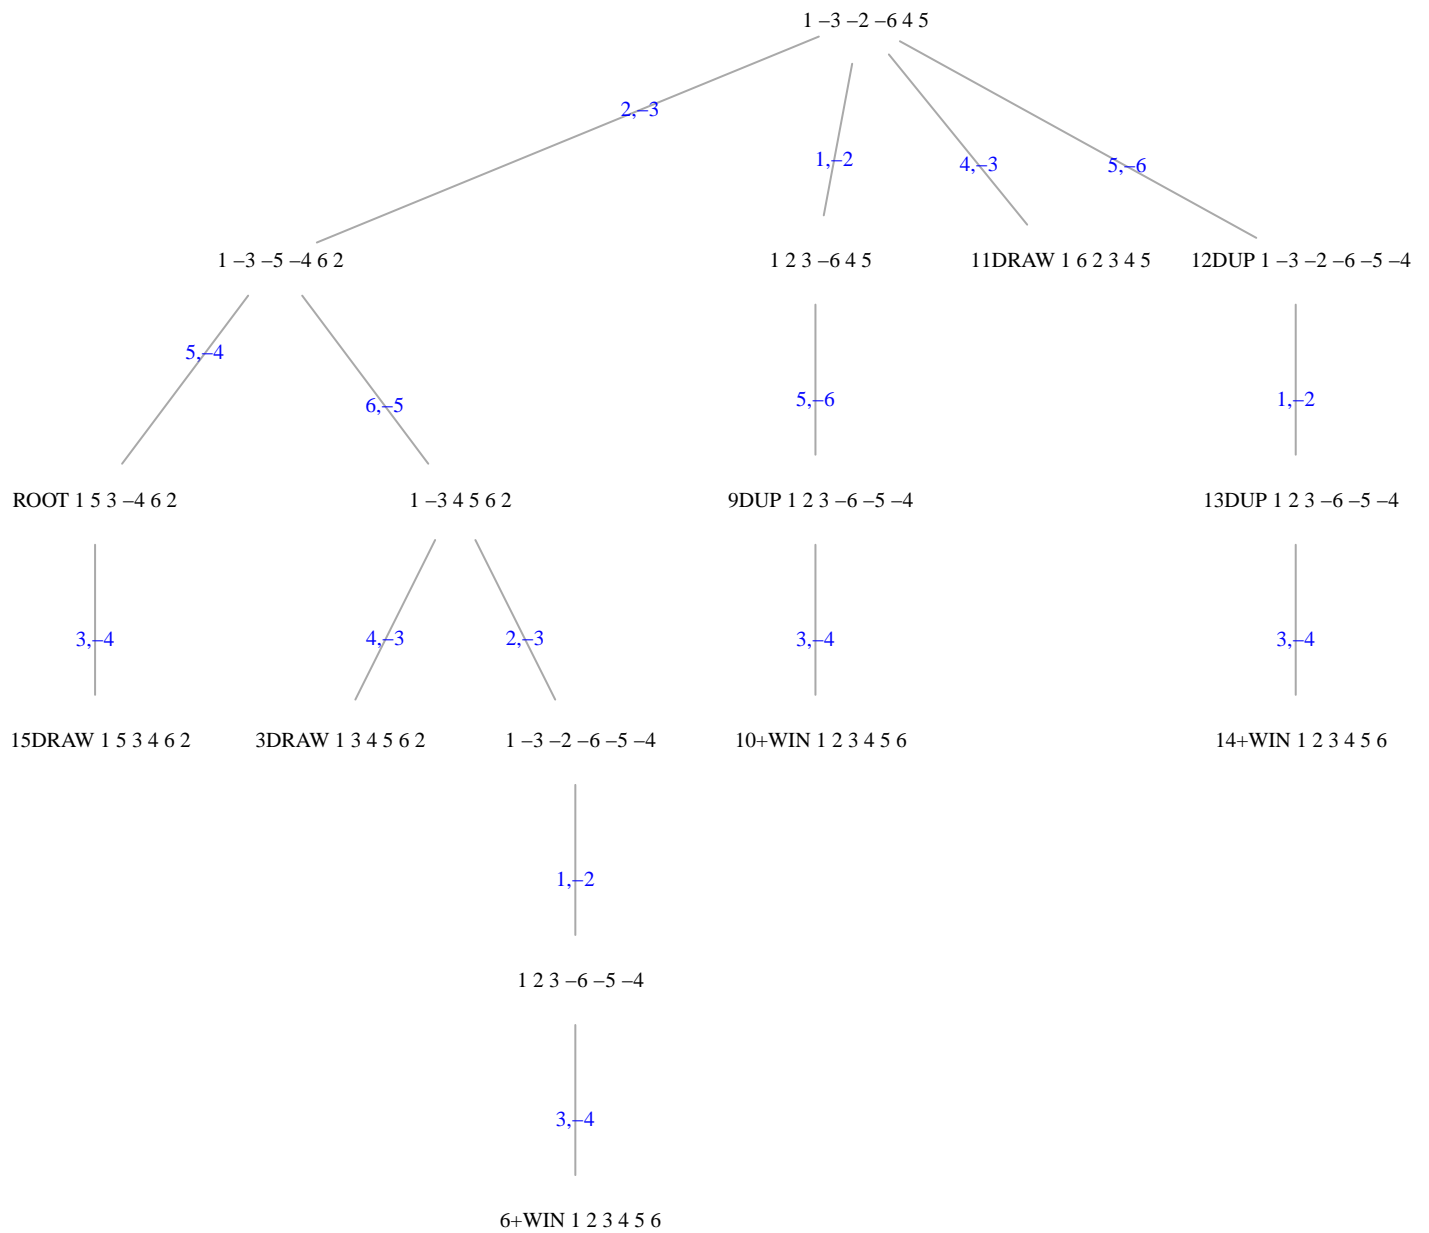 1 –3 –2 –6 4 5
2,–3
1,–2
4,–3
5,–6
1 –3 –5 –4 6 2
1 2 3 –6 4 5
11DRAW 1 6 2 3 4 5
12DUP 1 –3 –2 –6 –5 –4
5,–4
6,–5
5,–6
1,–2
ROOT 1 5 3 –4 6 2
1 –3 4 5 6 2
9DUP 1 2 3 –6 –5 –4
13DUP 1 2 3 –6 –5 –4
3,–4
4,–3
2,–3
3,–4
3,–4
15DRAW 1 5 3 4 6 2
3DRAW 1 3 4 5 6 2
1 –3 –2 –6 –5 –4
10+WIN 1 2 3 4 5 6
14+WIN 1 2 3 4 5 6
1,–2
1 2 3 –6 –5 –4
3,–4
6+WIN 1 2 3 4 5 6